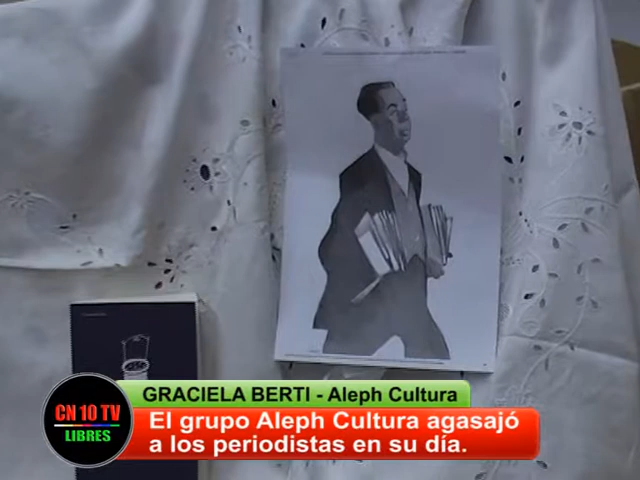 GRACIELA BERTI - Aleph Cultura
CN 10 TV
LIBRES
El grupo Aleph Cultura agasajó
a los periodistas en su día.